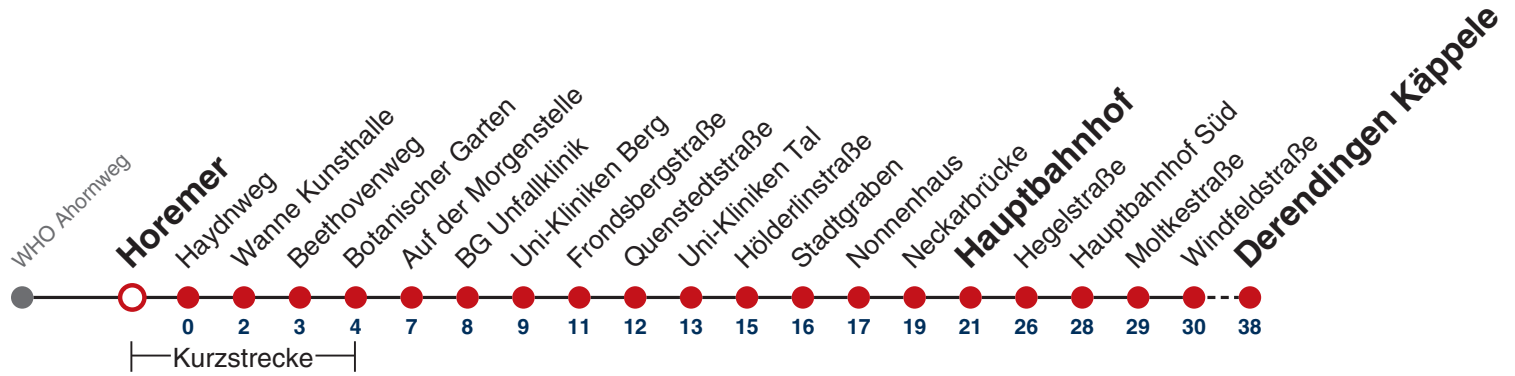 WHO Ahornweg
Horemer
Haydnweg
Wanne Kunsthalle
Beethovenweg
Botanischer Garten
Auf der Morgenstelle
BG Unfallklinik
Uni-Kliniken Berg
Frondsbergstraße
Quenstedtstraße
Uni-Kliniken Tal
Hölderlinstraße
Stadtgraben
Nonnenhaus
Neckarbrücke
Hauptbahnhof
Hegelstraße
Hauptbahnhof Süd
Moltkestraße
Windfeldstraße
Derendingen Käppele
0 2 3 4 7 8 9 11 12 13 15 16 17 19 21 26 28 29 30 38
Kurzstrecke